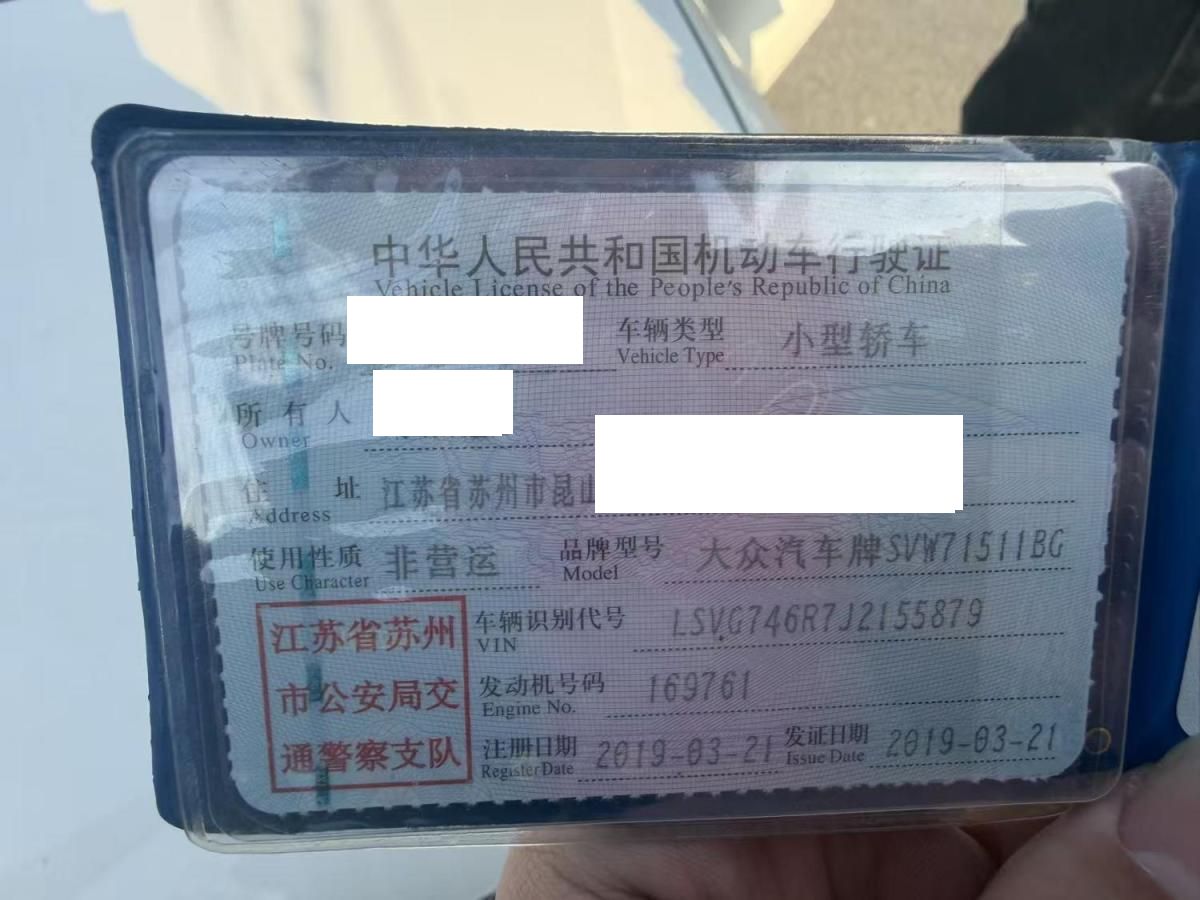 中华人民共和国机动车行驶证
Vehicle License of the People's Republic of China
号牌号码
Plate No.
车辆类型 小型轿车
Vehicle Type
所有人
Owner
住址 江苏省苏州市昆山
Address
使用性质 非营运
Use Character
品牌型号 大众汽车牌SVW71511BG
Model
江苏省苏州
市公安局交
通警察支队
车辆识别代号 LSVG746R7J2155879
VIN
发动机号码 169761
Engine No.
注册日期 2019-03-21
Register Date
发证日期 2019-03-21
Issue Date